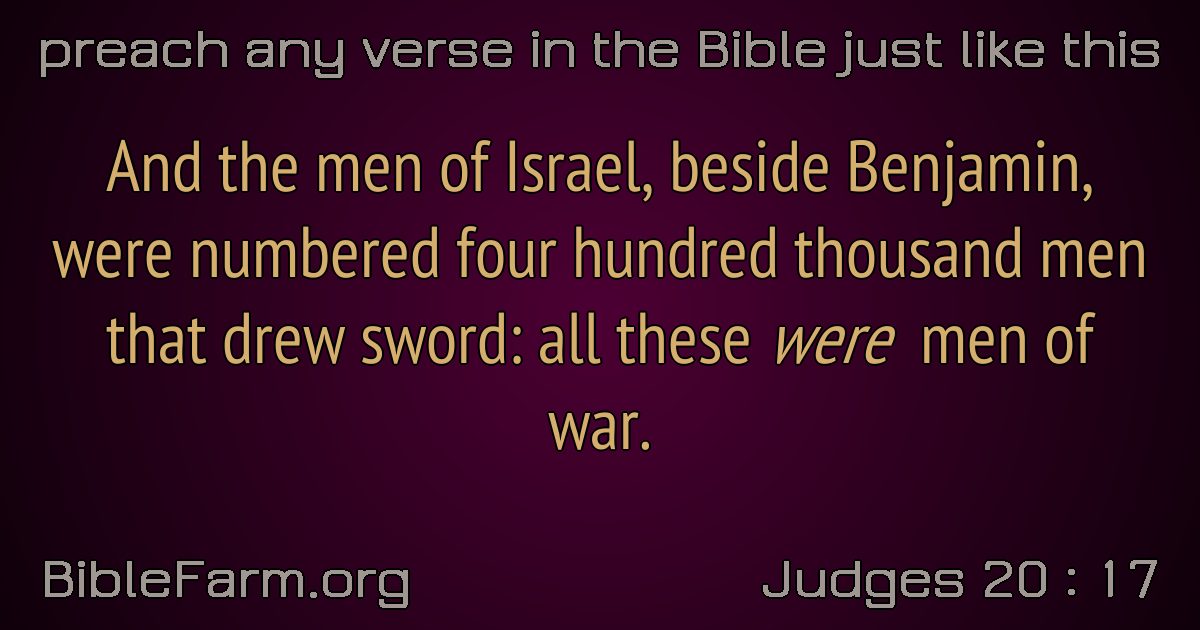 preach any verse in the Bible just like this
And the men of Israel, beside Benjamin,
were numbered four hundred thousand men
that drew sword: all these were men of
war.
BibleFarm.org
Judges 20 : 17